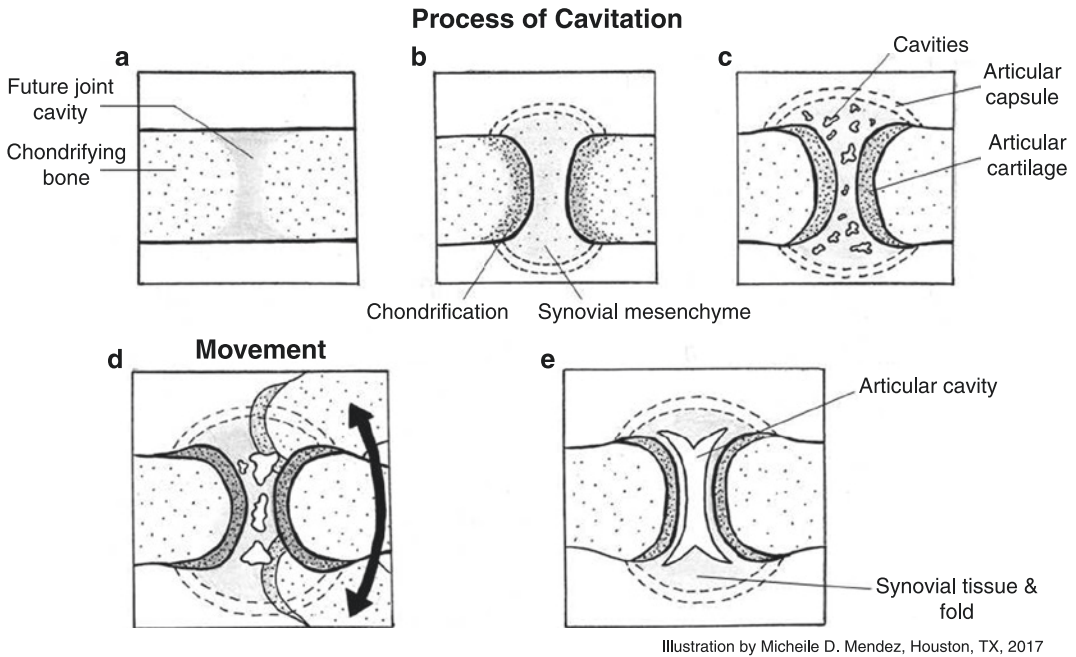 Process of Cavitation
a
b
c
Future joint
cavity
Chondrifying
bone
Cavities
Articular
capsule
Articular
cartilage
Chondrification
Synovial mesenchyme
d
Movement
e
Articular cavity
Synovial tissue &
fold
Illustration by Micheile D. Mendez, Houston, TX, 2017